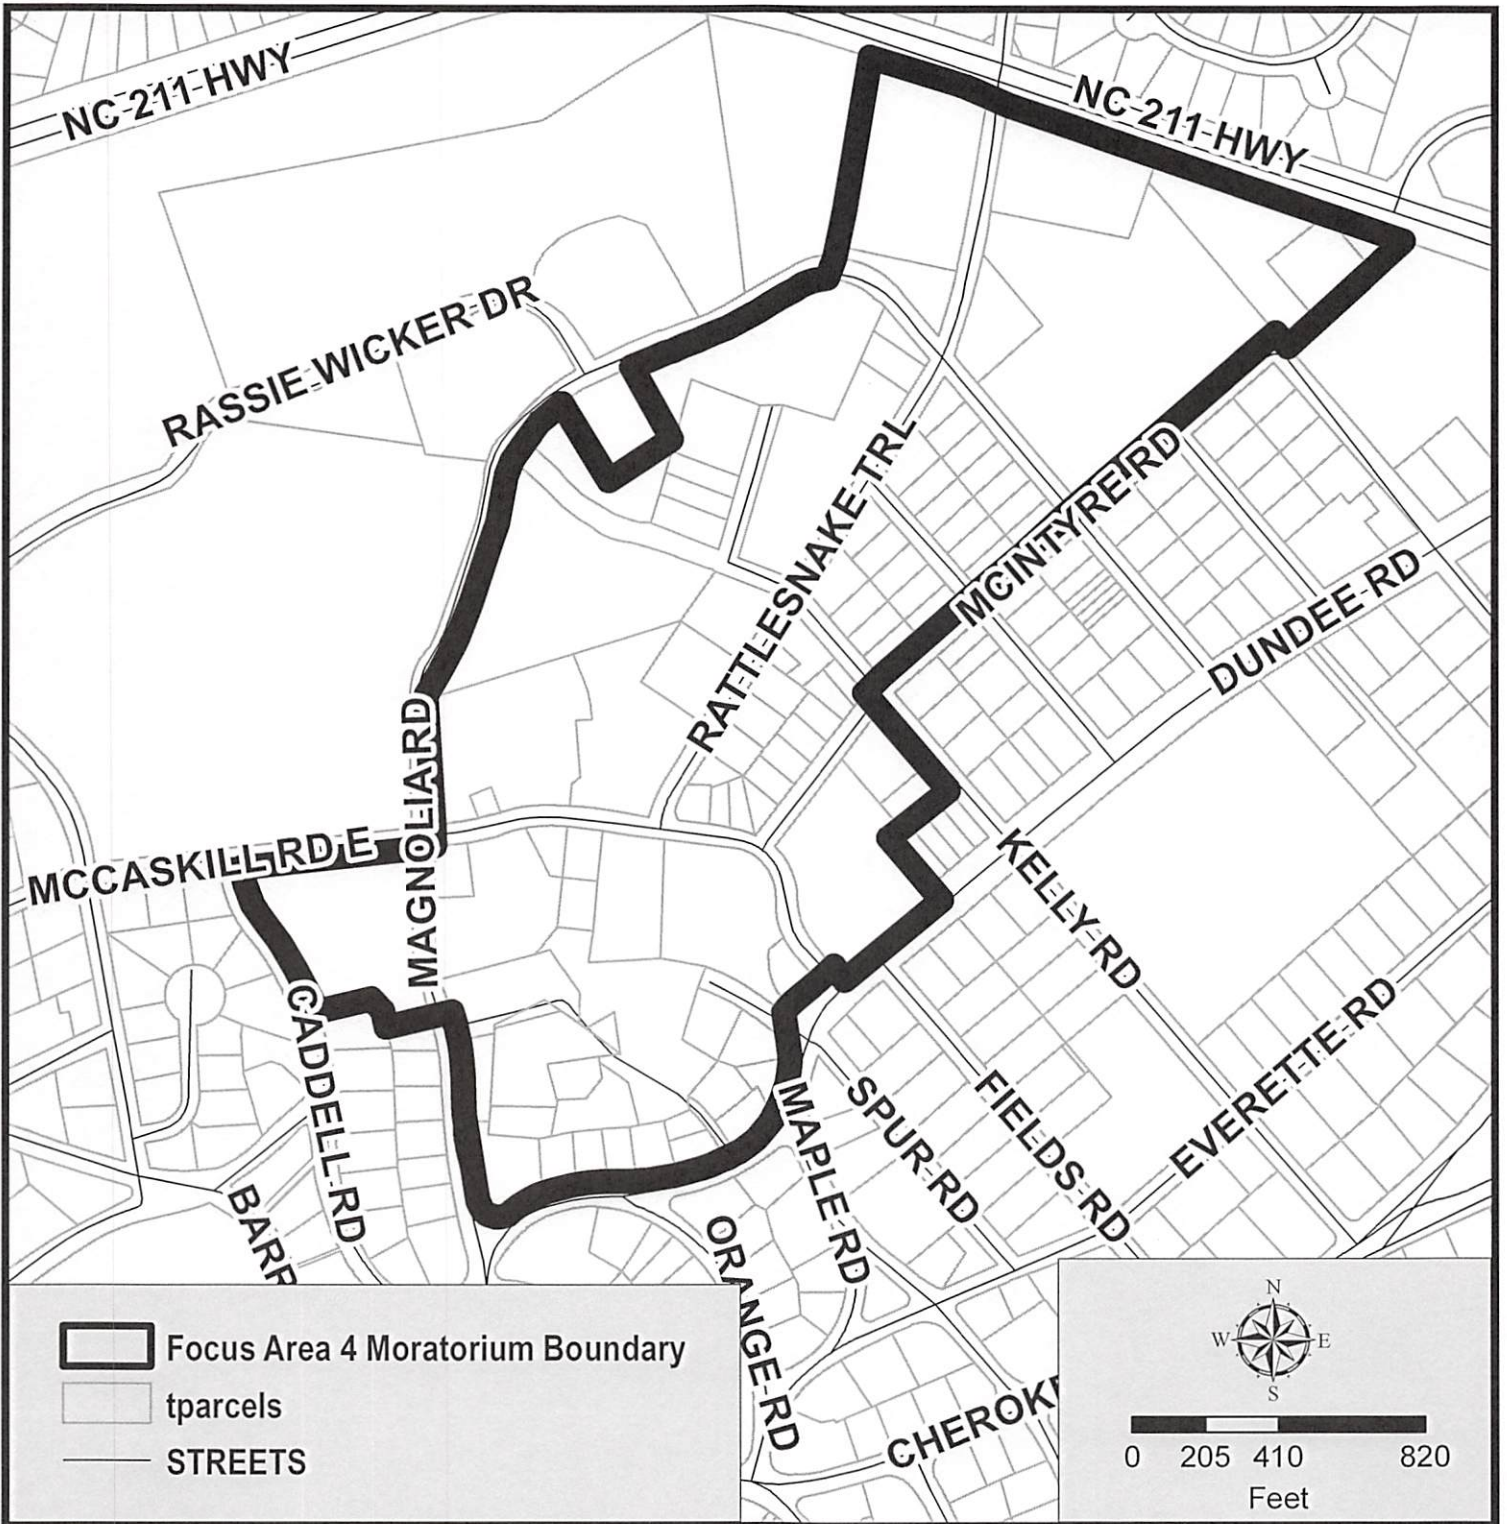 NC 211 HWY
NC 211 HWY
RASSIE WICKER DR
RATTLESNAKE TRL
MCINTYRE RD
DUNDEE RD
MAGNOLIA RD
MCCASKILL RD E
KELLY RD
CADDELL RD
MAPLE RD
SPUR RD
FIELDS RD
EVERETTE RD
BARR
ORANGE RD
CHEROK
Focus Area 4 Moratorium Boundary
tparcels
STREETS
N
W E
S
0 205 410 820
Feet